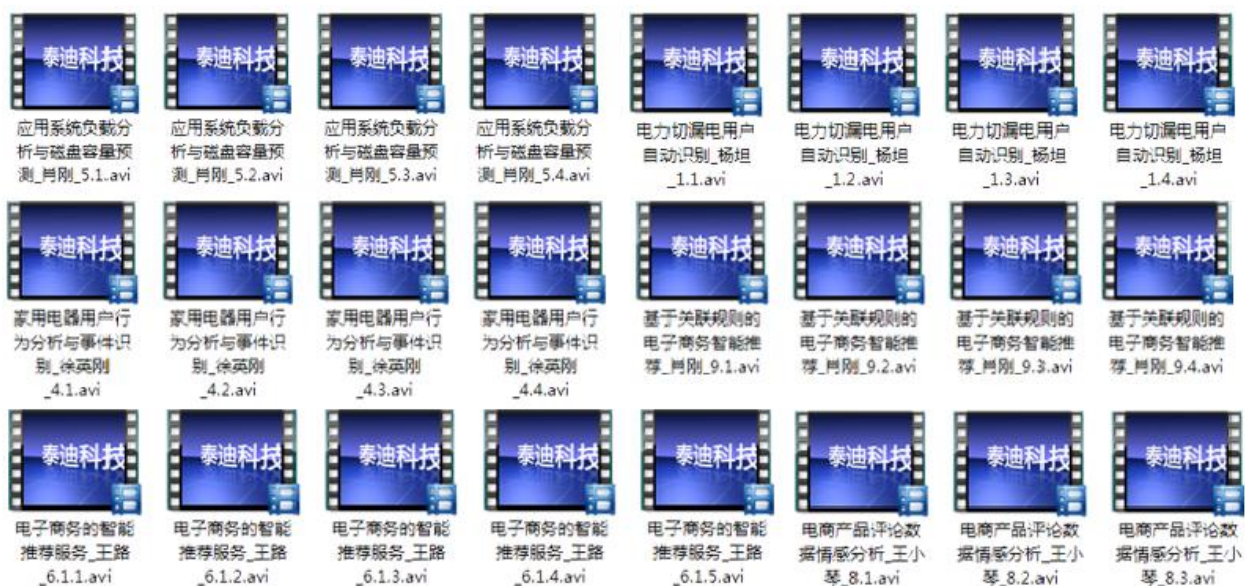 泰迪科技 泰迪科技 泰迪科技 泰迪科技 泰迪科技 泰迪科技 泰迪科技 泰迪科技
应用系统负载分 应用系统负载分 应用系统负载分 应用系统负载分 电力切漏电用户 电力切漏电用户 电力切漏电用户 电力切漏电用户
析与磁盘容量预 析与磁盘容量预 析与磁盘容量预 析与磁盘容量预 自动识别_杨坦 自动识别_杨坦 自动识别_杨坦 自动识别_杨坦
测_肖刚_5.1.avi 测_肖刚_5.2.avi 测_肖刚_5.3.avi 测_肖刚_5.4.avi _1.1.avi _1.2.avi _1.3.avi _1.4.avi
泰迪科技 泰迪科技 泰迪科技 泰迪科技 泰迪科技 泰迪科技 泰迪科技 泰迪科技
家用电器用户行 家用电器用户行 家用电器用户行 家用电器用户行 基于关联规则的 基于关联规则的 基于关联规则的 基于关联规则的
为分析与事件识 为分析与事件识 为分析与事件识 为分析与事件识 电子商务智能推 电子商务智能推 电子商务智能推 电子商务智能推
别_徐英刚 别_徐英刚 别_徐英刚 别_徐英刚 荐_肖刚_9.1.avi 荐_肖刚_9.2.avi 荐_肖刚_9.3.avi 荐_肖刚_9.4.avi
_4.1.avi _4.2.avi _4.3.avi _4.4.avi
泰迪科技 泰迪科技 泰迪科技 泰迪科技 泰迪科技 泰迪科技 泰迪科技 泰迪科技
电子商务的智能 电子商务的智能 电子商务的智能 电子商务的智能 电子商务的智能 电商产品评论数 电商产品评论数 电商产品评论数
推荐服务_王路 推荐服务_王路 推荐服务_王路 推荐服务_王路 推荐服务_王路 据情感分析_王小 据情感分析_王小 据情感分析_王小
_6.1.1.avi _6.1.2.avi _6.1.3.avi _6.1.4.avi _6.1.5.avi 琴_8.1.avi 琴_8.2.avi 琴_8.3.avi